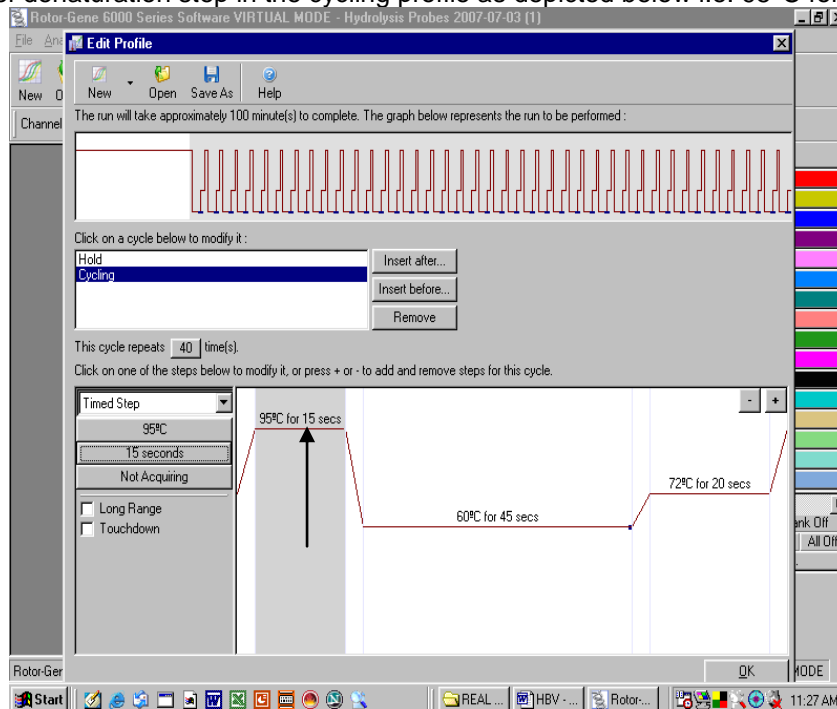 Rotor-Gene 6000 Series Software VIRTUAL MODE - Hydrolysis Probes 2007-07-03 (1)
File
Edit Profile
New
New Open Save As Help
Channel
The run will take approximately 100 minute(s) to complete. The graph below represents the run to be performed :
Click on a cycle below to modify it :
Hold
Cycling
Insert after...
Insert before...
Remove
This cycle repeats 40 time(s).
Click on one of the steps below to modify it, or press + or - to add and remove steps for this cycle.
Timed Step
- +
95ºC
15 seconds
Not Acquiring
Long Range
Touchdown
95ºC for 15 secs
60ºC for 45 secs
72ºC for 20 secs
All Off
OK
Rotor-Gen
MODE
Start
REAL ...
HBV - ...
Rotor-...
11:27 AM